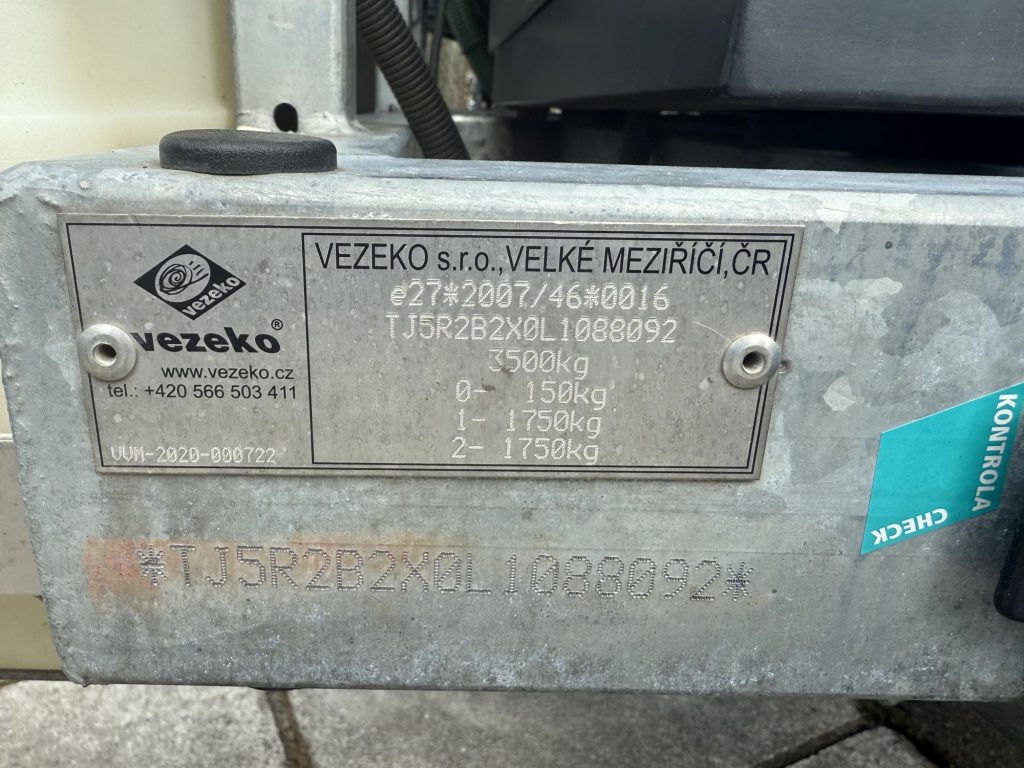 VEZEKO s.r.o., VELKÉ MEZIŘÍČÍ, ČR
e27*2007/46*0016
TJ5R2B2X0L1088092
3500kg
0- 150kg
1- 1750kg
2- 1750kg
vezeko
vezeko®
www.vezeko.cz
tel.: +420 566 503 411
VVM-2020-090722
KONTROLA
CHECK
*TJ5R2B2X0L1088092*